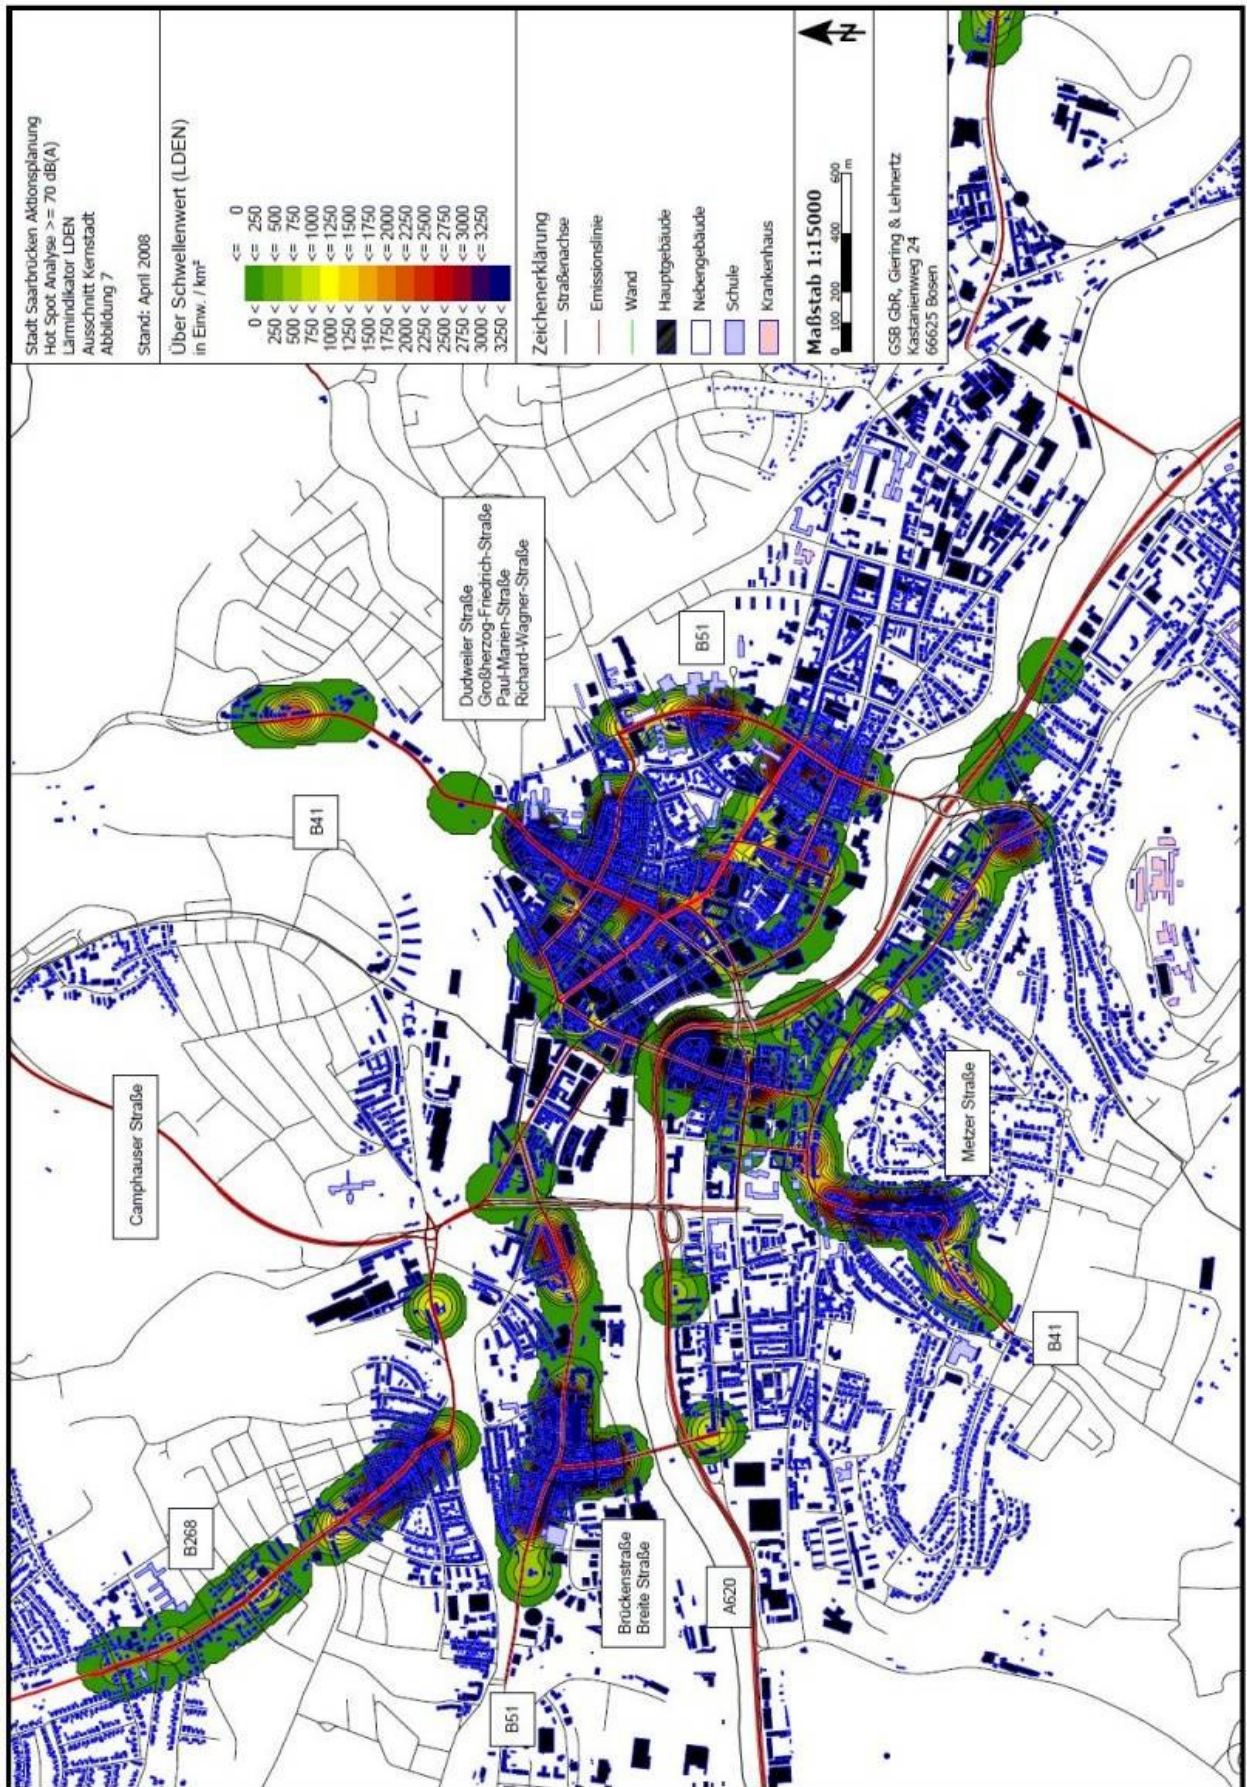 Stadt Saarbrücken Aktionsplanung
Hot Spot Analyse >= 70 dB(A)
Lärmindikator LDEN
Ausschnitt Kernstadt
Abbildung 7
Stand: April 2008
Über Schwellenwert (LDEN)
in Einw. / km²
<= 0
0 < <= 250
250 < <= 500
500 < <= 750
750 < <= 1000
1000 < <= 1250
1250 < <= 1500
1500 < <= 1750
1750 < <= 2000
2000 < <= 2250
2250 < <= 2500
2500 < <= 2750
2750 < <= 3000
3000 < <= 3250
3250 <
Zeichenerklärung
Straßenachse
Emissionslinie
Wand
Hauptgebäude
Nebengebäude
Schule
Krankenhaus
Maßstab 1:15000
0 100 200 400 600
m
N
GSB GbR, Giering & Lehnertz
Kastanienweg 24
66625 Bosen
Dudweiler Straße
Großherzog-Friedrich-Straße
Paul-Marien-Straße
Richard-Wagner-Straße
B51
B41
Camphauser Straße
Metzer Straße
B41
B268
Brückenstraße
Breite Straße
A620
B51